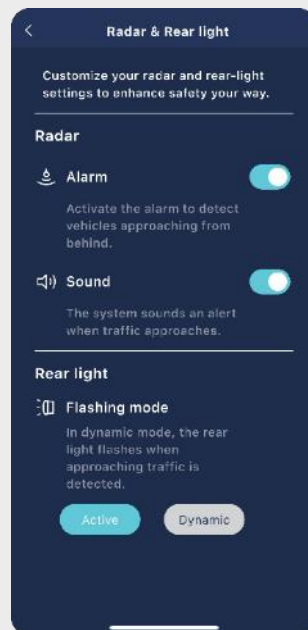 Radar & Rear light
Customize your radar and rear-light
settings to enhance safety your way.
Radar
Alarm
Activate the alarm to detect
vehicles approaching from
behind.
Sound
The system sounds an alert
when traffic approaches.
Rear light
Flashing mode
In dynamic mode, the rear
light flashes when
approaching traffic is
detected.
Active Dynamic